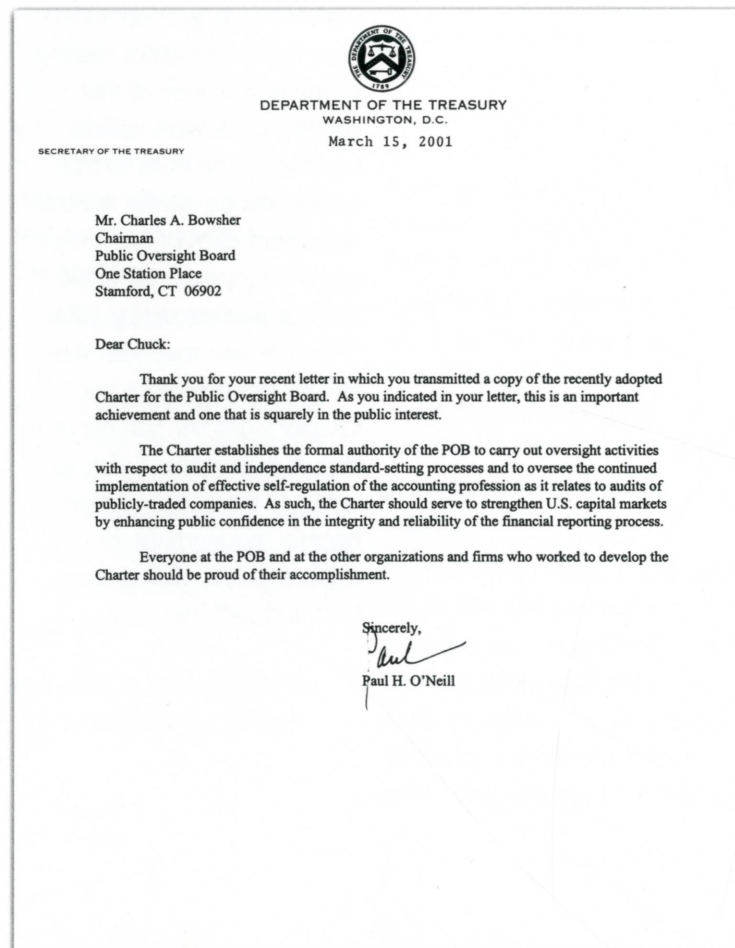 THE DEPARTMENT OF THE TREASURY
1789
DEPARTMENT OF THE TREASURY
WASHINGTON, D.C.
March 15, 2001
SECRETARY OF THE TREASURY
Mr. Charles A. Bowsher
Chairman
Public Oversight Board
One Station Place
Stamford, CT 06902
Dear Chuck:
Thank you for your recent letter in which you transmitted a copy of the recently adopted
Charter for the Public Oversight Board. As you indicated in your letter, this is an important
achievement and one that is squarely in the public interest.
The Charter establishes the formal authority of the POB to carry out oversight activities
with respect to audit and independence standard-setting processes and to oversee the continued
implementation of effective self-regulation of the accounting profession as it relates to audits of
publicly-traded companies. As such, the Charter should serve to strengthen U.S. capital markets
by enhancing public confidence in the integrity and reliability of the financial reporting process.
Everyone at the POB and at the other organizations and firms who worked to develop the
Charter should be proud of their accomplishment.
Sincerely,
Paul
Paul H. O'Neill